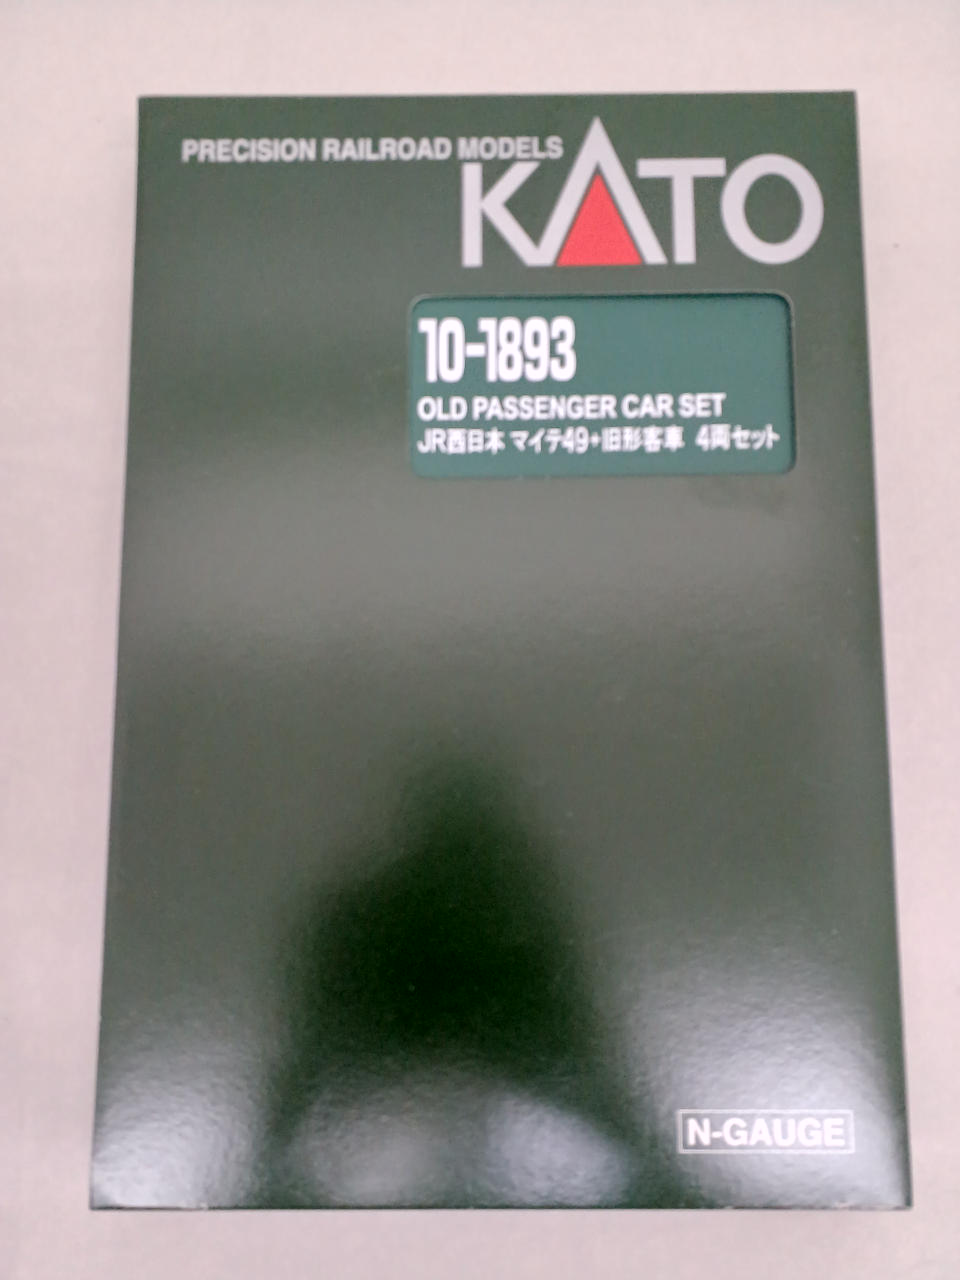 PRECISION RAILROAD MODELS
KATO
10-1893
OLD PASSENGER CAR SET
JR西日本 マイテ49+旧形客車 4両セット
N-GAUGE